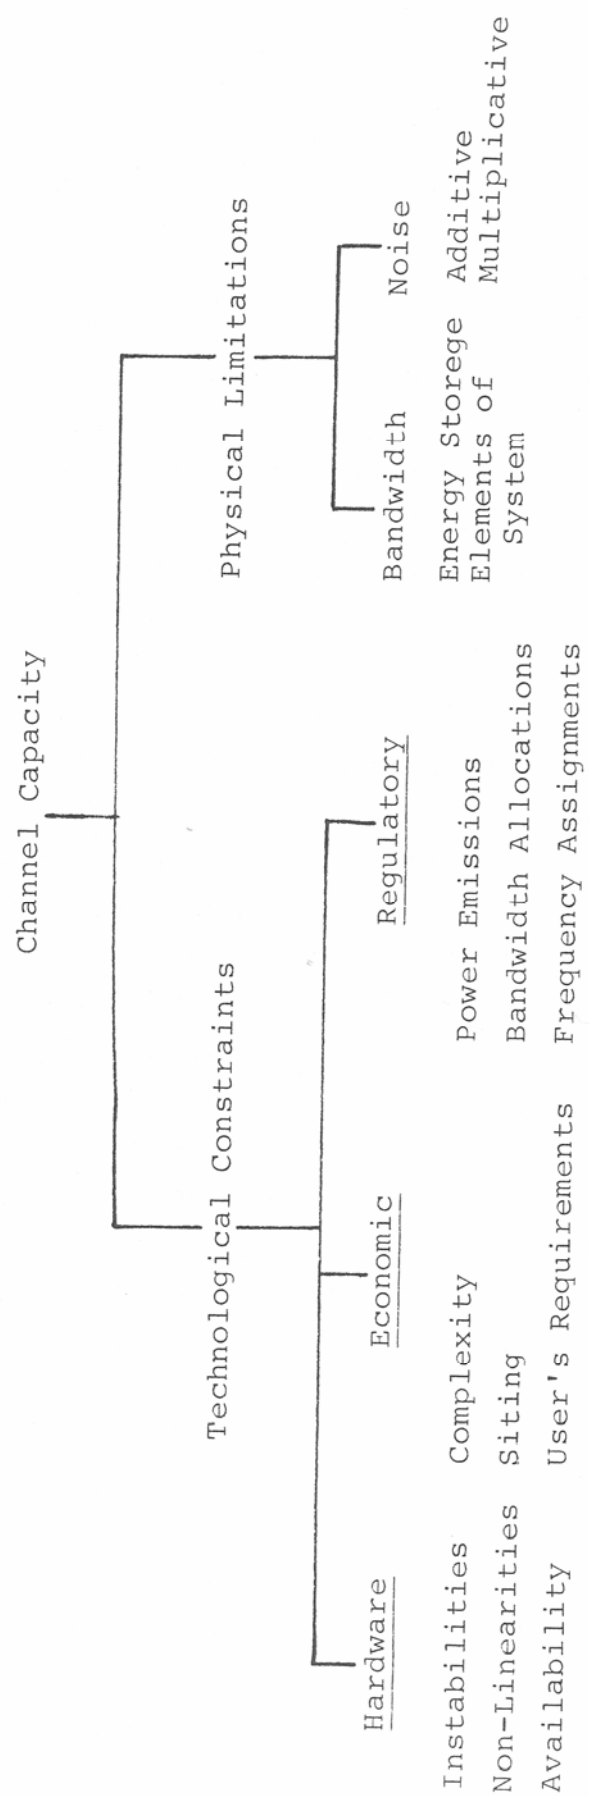 Channel Capacity
Technological Constraints
Physical Limitations
Hardware
Economic
Regulatory
Bandwidth
Noise
Instabilities
Non-Linearities
Availability
Complexity
Siting
User's Requirements
Power Emissions
Bandwidth Allocations
Frequency Assignments
Energy Storege
Elements of
System
Additive
Multiplicative